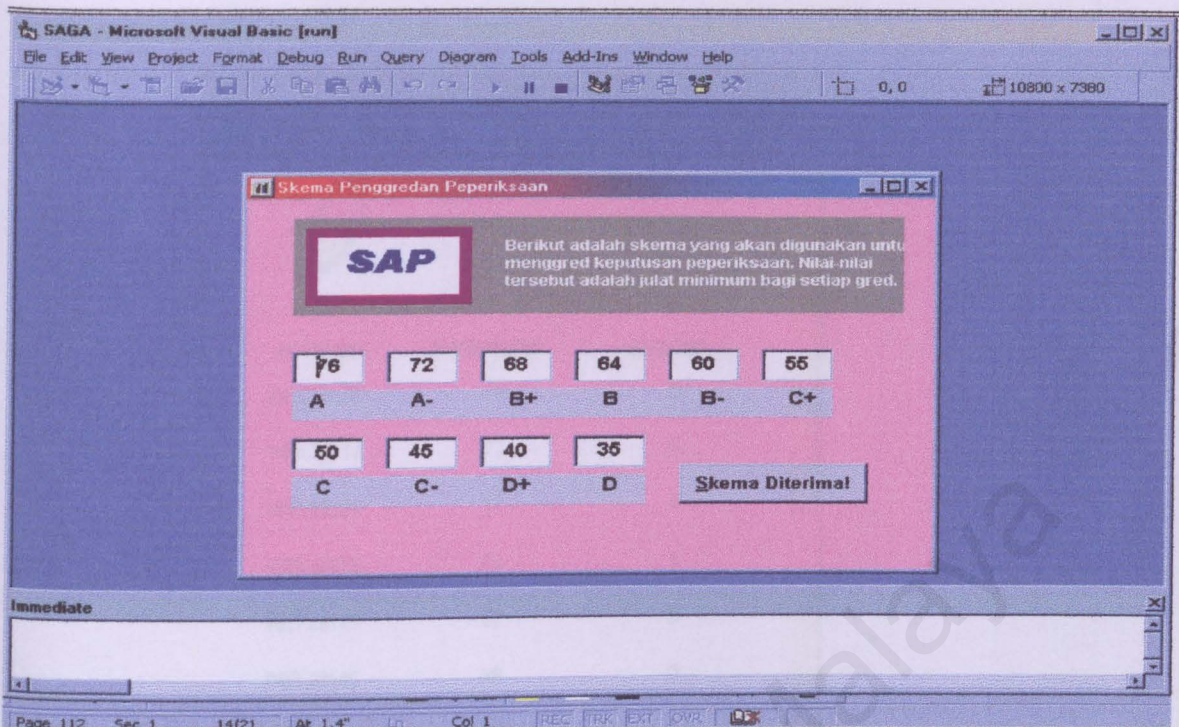 SAGA - Microsoft Visual Basic [run]
File Edit View Project Format Debug Run Query Diagram Tools Add-Ins Window Help
0, 0 10800 x 7380
Skema Penggredan Peperiksaan
SAP
Berikut adalah skema yang akan digunakan untu
menggred keputusan peperiksaan. Nilai-nilai
tersebut adalah julat minimum bagi setiap gred.
76 72 68 64 60 55
A A- B+ B B- C+
50 45 40 35
C C- D+ D
Skema Diterima!
Immediate
Page 112 Sec 1 14/21 At 1.4" Ln Col 1 REC TRK EXT OVR
malaya